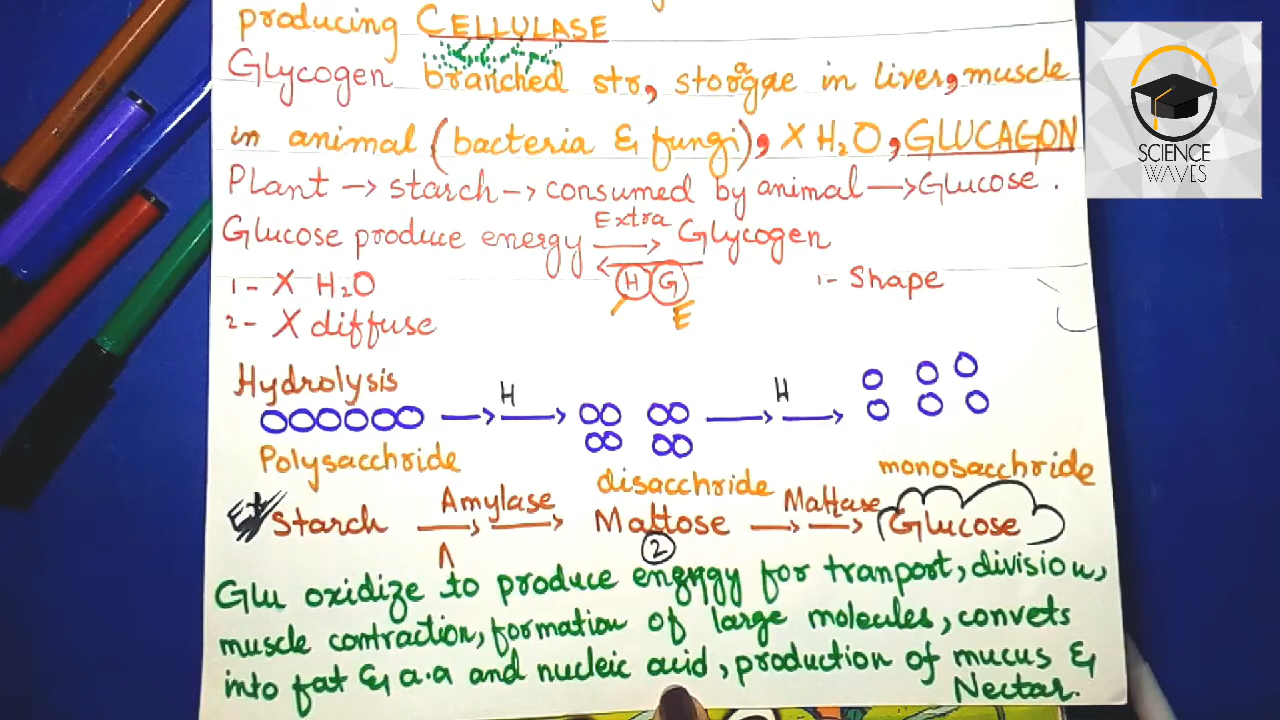 producing CELLULASE
Glycogen branched str, storgae in liver, muscle
a
in animal (bacteria & fungi), X H₂O, GLUCAGON
Plant → starch → consumed by animal → Glucose.
Glucose produce energy Extra Glycogen
H G
E
1- X H₂O
1- Shape
2- X diffuse
Hydrolysis
H
H
Polysacchride
disacchride
monosacchride
Starch Amylase Maltose Maltase Glucose
2
Glu oxidize to produce energgy for tranport, division,
muscle contraction, formation of large molecules, convets
into fat & a.a and nucleic acid, production of mucus &
Nectar.
SCIENCE
WAVES